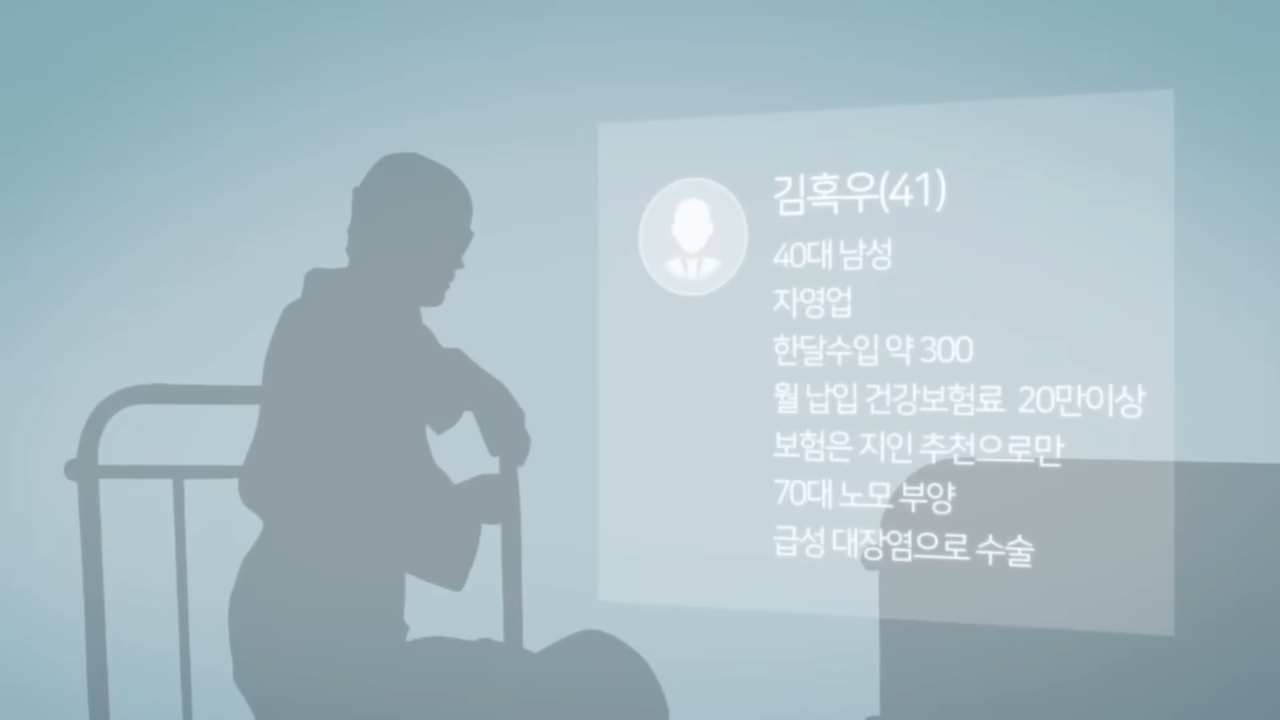 김혹우(41)
40대 남성
자영업
한달수입 약 300
월 납입 건강보험료 20만이상
보험은 지인 추천으로만
70대 노모 부양
급성 대장염으로 수술